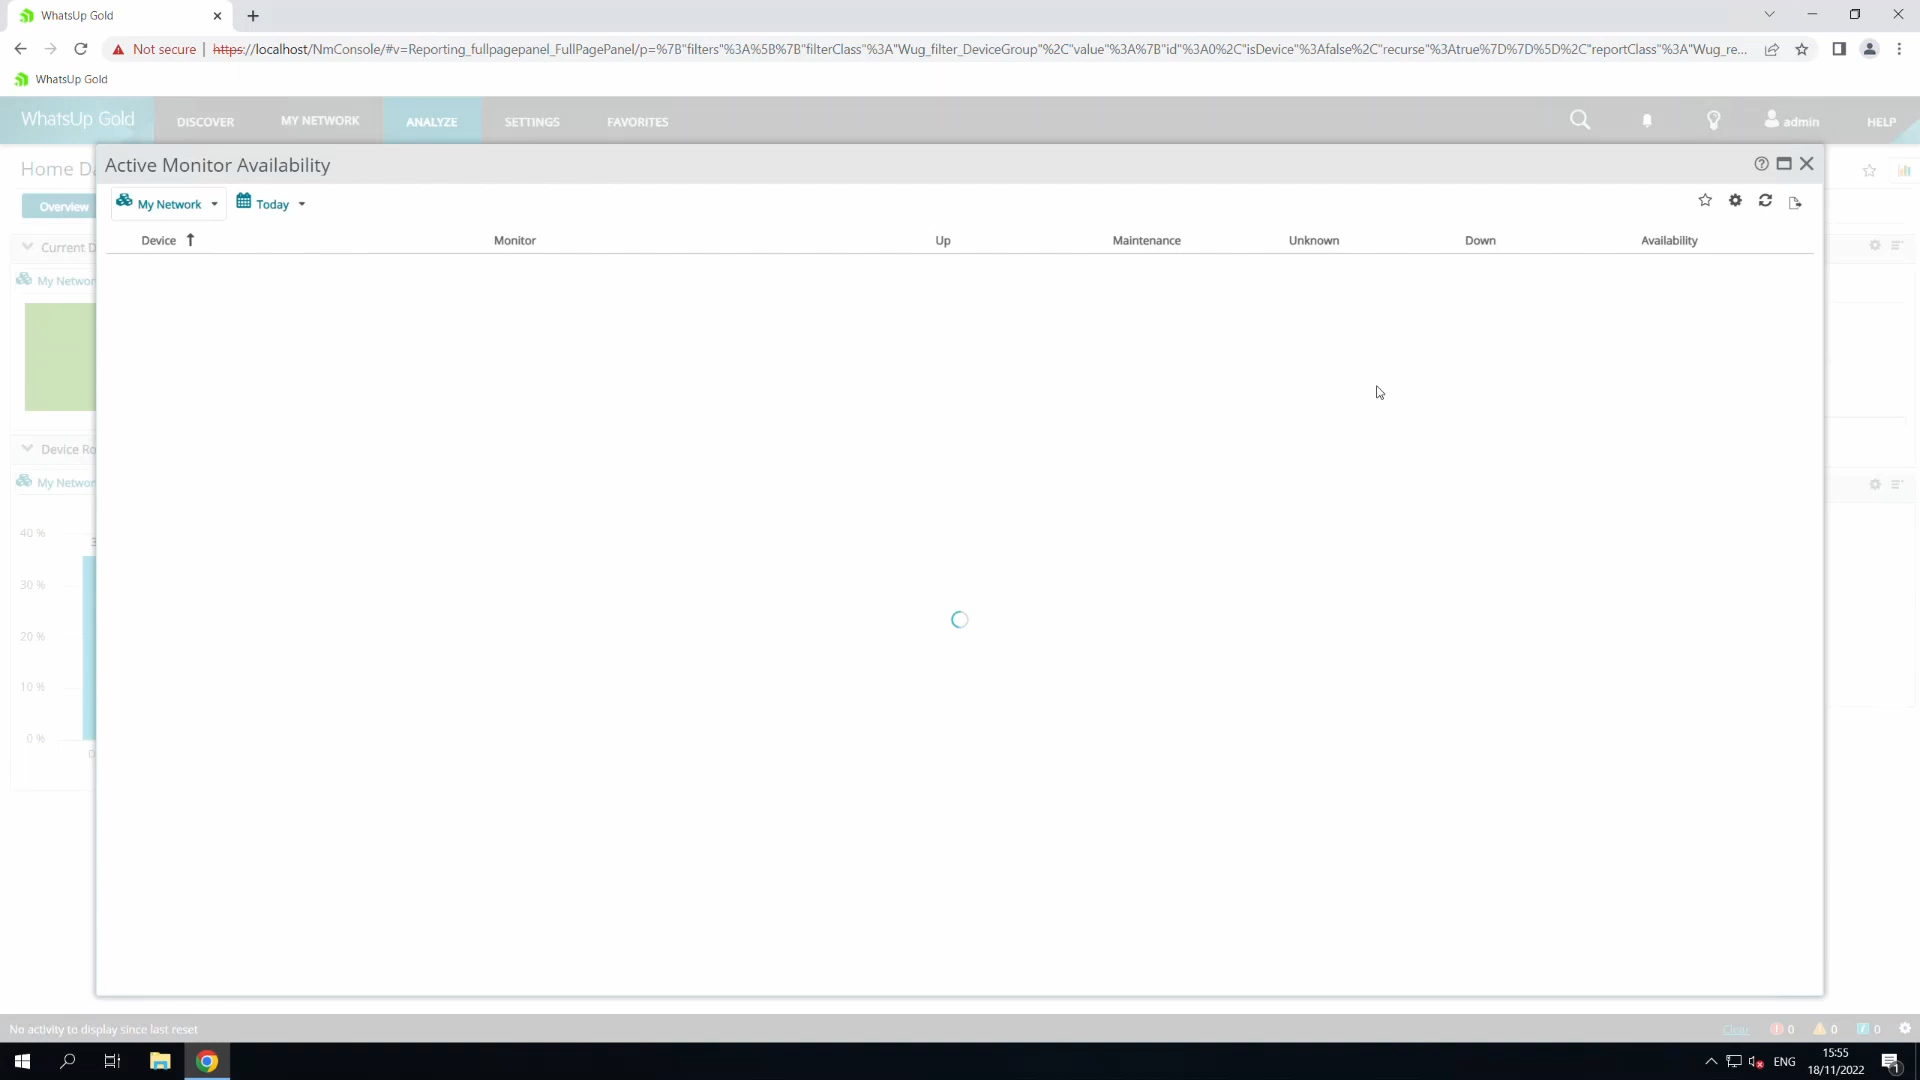 WhatsUp Gold
Not secure | https://localhost/NmConsole/#v=Reporting_fullpagepanel_FullPagePanel/p=%7B"filters"%3A%5B%7B"filterClass"%3A"Wug_filter_DeviceGroup"%2C"value"%3A%7B"id"%3A0%2C"isDevice"%3Afalse%2C"recurse"%3Atrue%7D%7D%5D%2C"reportClass"%3A"Wug_re...
WhatsUp Gold
WhatsUp Gold DISCOVER MY NETWORK ANALYZE SETTINGS FAVORITES admin HELP
Home Da
Active Monitor Availability
Overview
My Network Today
Device Monitor Up Maintenance Unknown Down Availability
Current D
My Networ
Device Ro
My Networ
40 %
30 %
20 %
10 %
0 %
No activity to display since last reset
Clear 0 0 0
ENG
15:55
18/11/2022
1